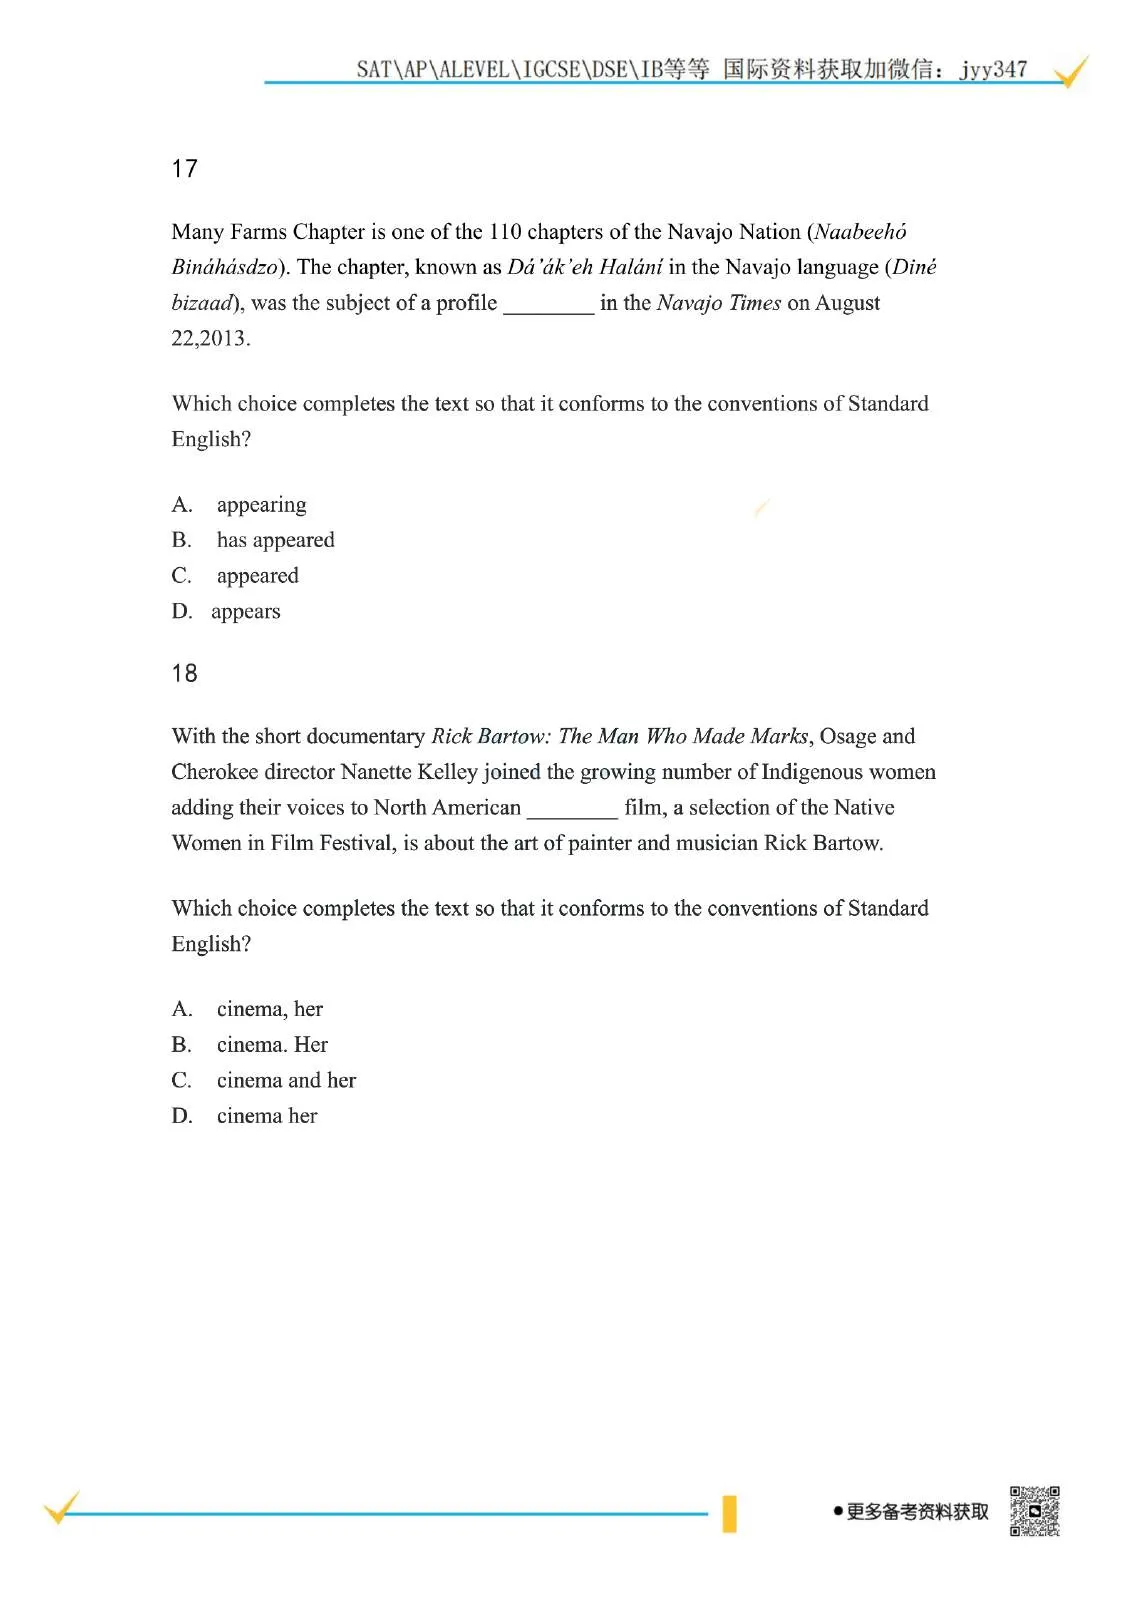 SAT\AP\ALEVEL\IGCSE\DSE\IB等等 国际资料获取加微信：jyy347
17
Many Farms Chapter is one of the 110 chapters of the Navajo Nation (Naabeehó
Bináhásdzo). The chapter, known as Dá’ák’eh Halání in the Navajo language (Diné
bizaad), was the subject of a profile ________ in the Navajo Times on August
22,2013.
Which choice completes the text so that it conforms to the conventions of Standard
English?
A. appearing
B. has appeared
C. appeared
D. appears
18
With the short documentary Rick Bartow: The Man Who Made Marks, Osage and
Cherokee director Nanette Kelley joined the growing number of Indigenous women
adding their voices to North American ________ film, a selection of the Native
Women in Film Festival, is about the art of painter and musician Rick Bartow.
Which choice completes the text so that it conforms to the conventions of Standard
English?
A. cinema, her
B. cinema. Her
C. cinema and her
D. cinema her
●更多备考资料获取